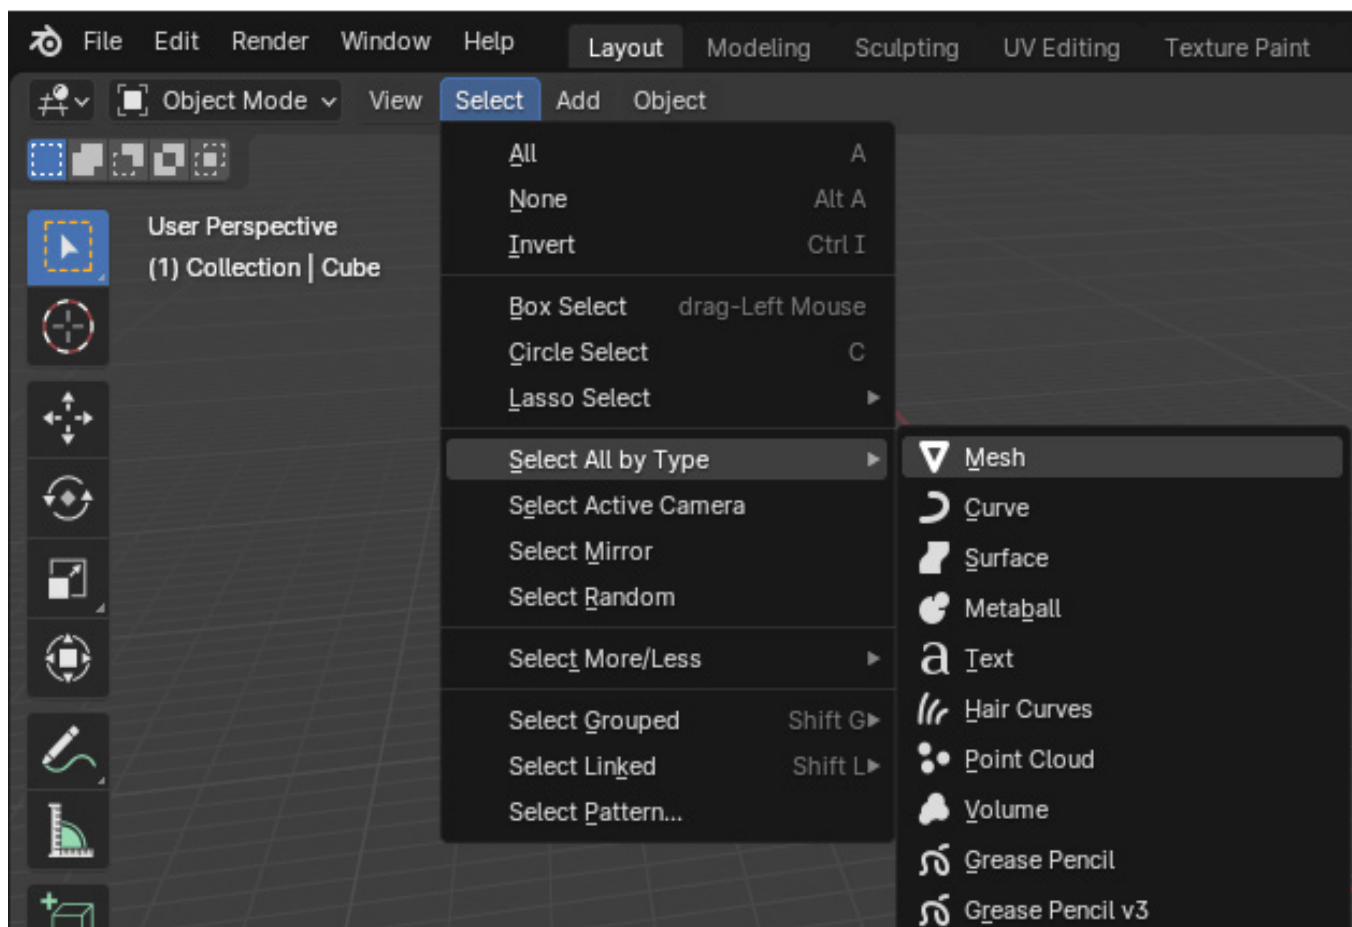 File Edit Render Window Help Layout Modeling Sculpting UV Editing Texture Paint
Object Mode View Select Add Object
User Perspective
(1) Collection | Cube
All A
None Alt A
Invert Ctrl I
Box Select drag-Left Mouse
Circle Select C
Lasso Select
Select All by Type
Select Active Camera
Select Mirror
Select Random
Select More/Less
Select Grouped Shift G
Select Linked Shift L
Select Pattern...
Mesh
Curve
Surface
Metaball
Text
Hair Curves
Point Cloud
Volume
Grease Pencil
Grease Pencil v3